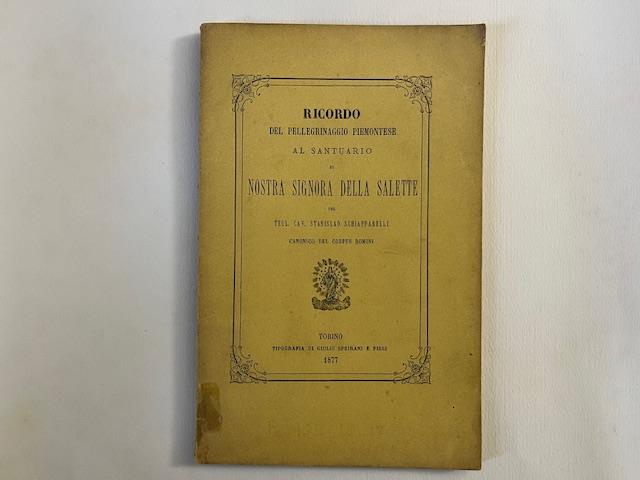 RICORDO
DEL PELLEGRINAGGIO PIEMONTESE
AL SANTUARIO
DI
NOSTRA SIGNORA DELLA SALETTE
DEL
TEOL. CAV. STANISLAO SCHIAPPARELLI
CANONICO DEL CORPUS DOMINI
TORINO
TIPOGRAFIA DI GIULIO SPEIRANI E FIGLI
1877